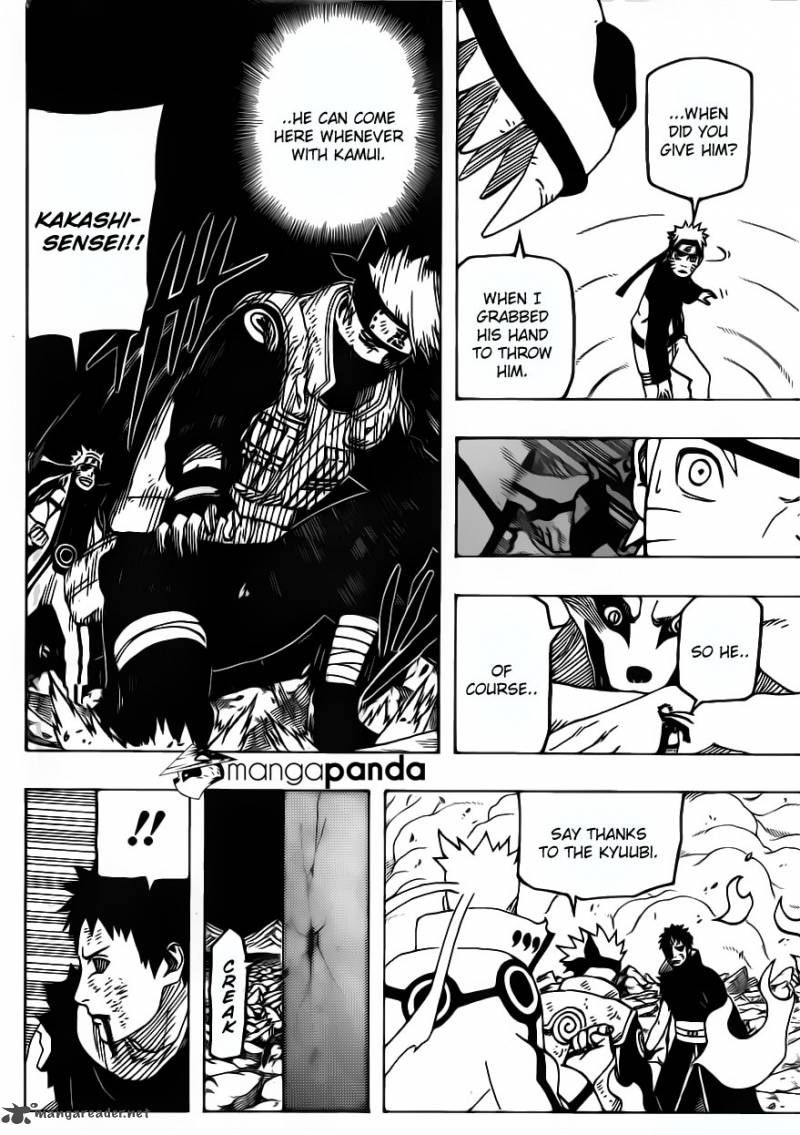 ...WHEN
DID YOU
GIVE HIM?
WHEN I
GRABBED
HIS HAND
TO THROW
HIM.
SO HE..
OF
COURSE..
..HE CAN COME
HERE WHENEVER
WITH KAMUI.
KAKASHI-
SENSEI!!
SAY THANKS
TO THE KYUUBI.
CREAK
!!
mangapanda
mangareader.net